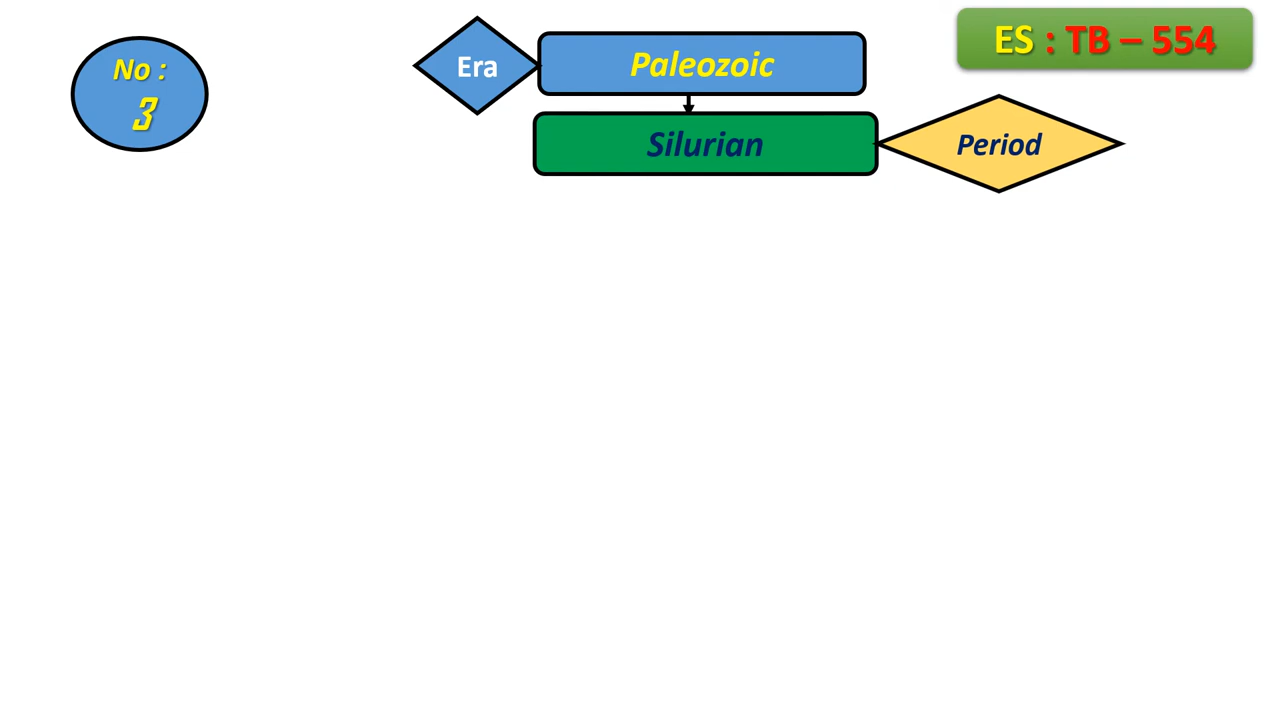 No :
3
Era
Paleozoic
ES : TB – 554
Silurian
Period